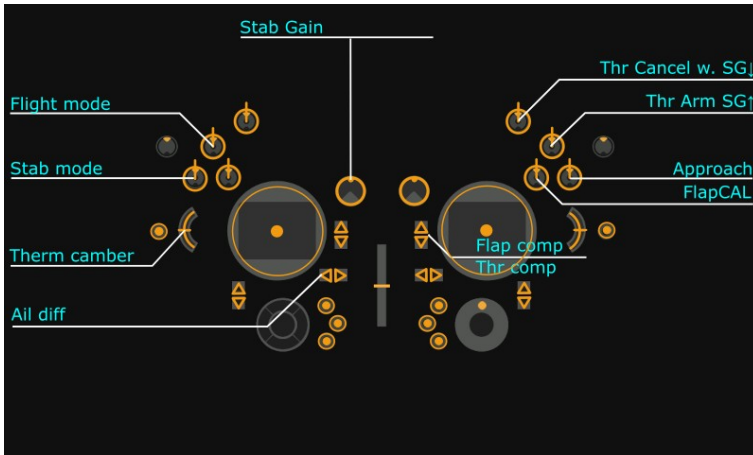 Stab Gain
Thr Cancel w. SG↓
Flight mode
Thr Arm SG↑
Stab mode
Approach
FlapCAL
Therm camber
Flap comp
Thr comp
Ail diff